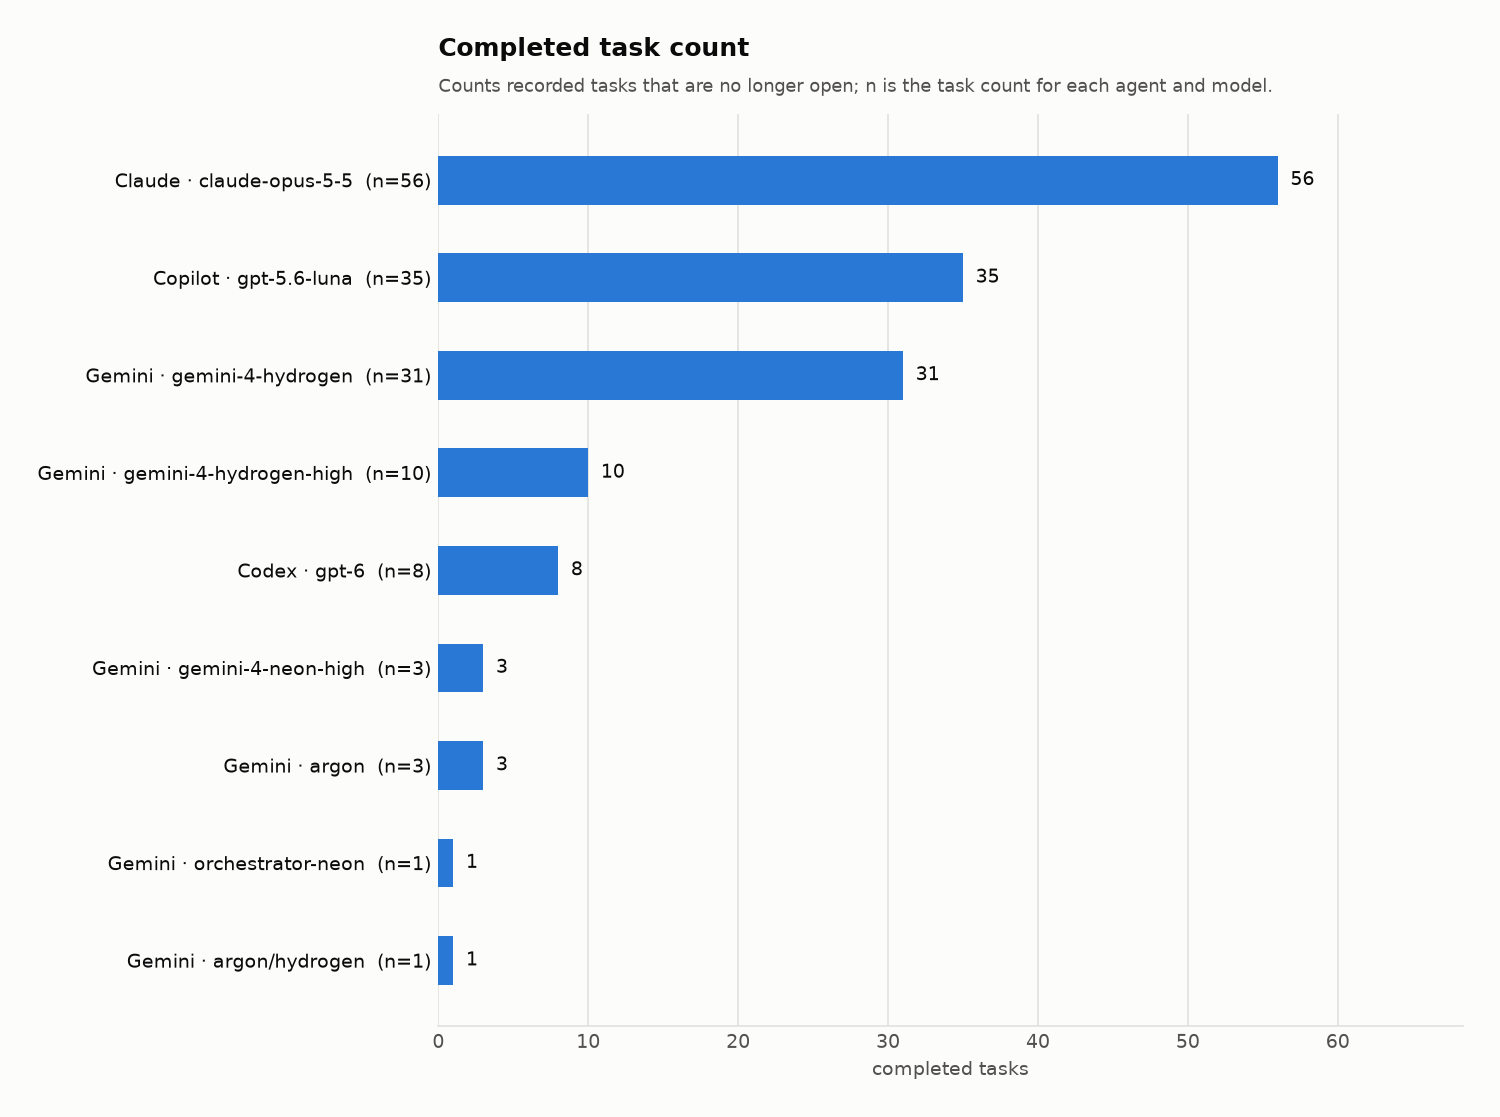 Completed task count
Counts recorded tasks that are no longer open; n is the task count for each agent and model.
Claude · claude-opus-5-5 (n=56) 56
Copilot · gpt-5.6-luna (n=35) 35
Gemini · gemini-4-hydrogen (n=31) 31
Gemini · gemini-4-hydrogen-high (n=10) 10
Codex · gpt-6 (n=8) 8
Gemini · gemini-4-neon-high (n=3) 3
Gemini · argon (n=3) 3
Gemini · orchestrator-neon (n=1) 1
Gemini · argon/hydrogen (n=1) 1
0 10 20 30 40 50 60
completed tasks